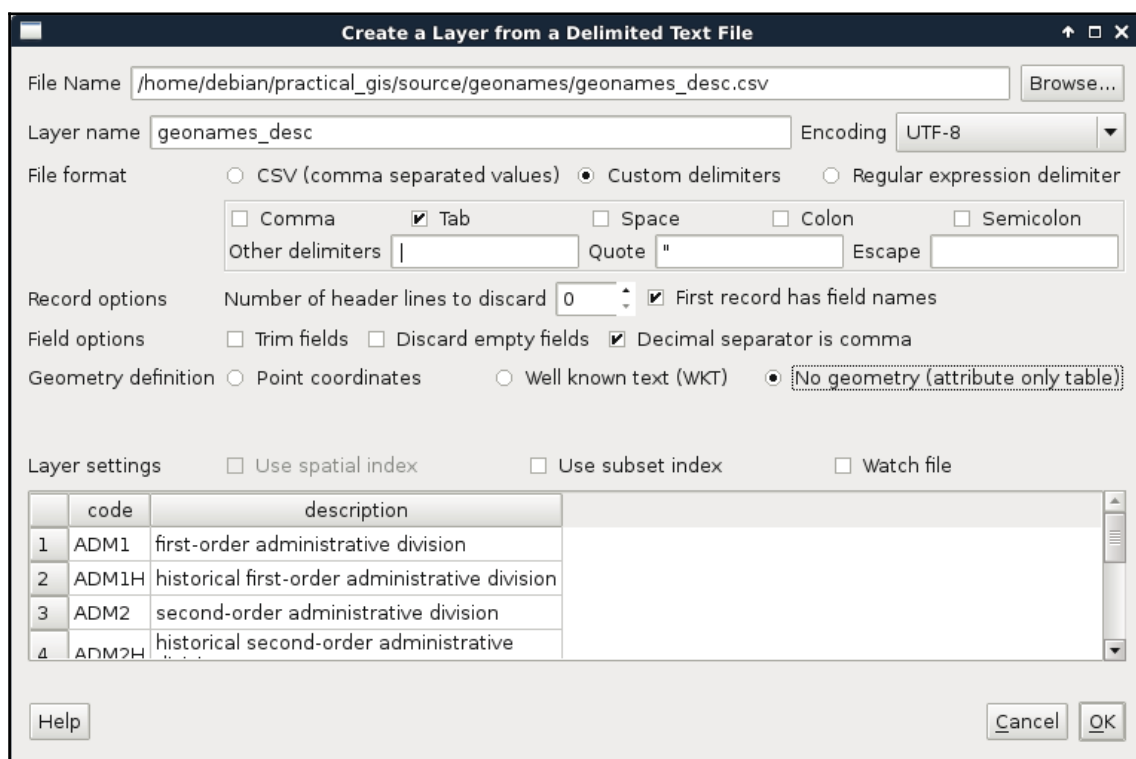 Create a Layer from a Delimited Text File
File Name /home/debian/practical_gis/source/geonames/geonames_desc.csv Browse...
Layer name geonames_desc Encoding UTF-8
File format CSV (comma separated values) Custom delimiters Regular expression delimiter
Comma Tab Space Colon Semicolon
Other delimiters | Quote " Escape
Record options Number of header lines to discard 0 First record has field names
Field options Trim fields Discard empty fields Decimal separator is comma
Geometry definition Point coordinates Well known text (WKT) No geometry (attribute only table)
Layer settings Use spatial index Use subset index Watch file
code description
1 ADM1 first-order administrative division
2 ADM1H historical first-order administrative division
3 ADM2 second-order administrative division
4 ADM2H historical second-order administrative
Help Cancel OK